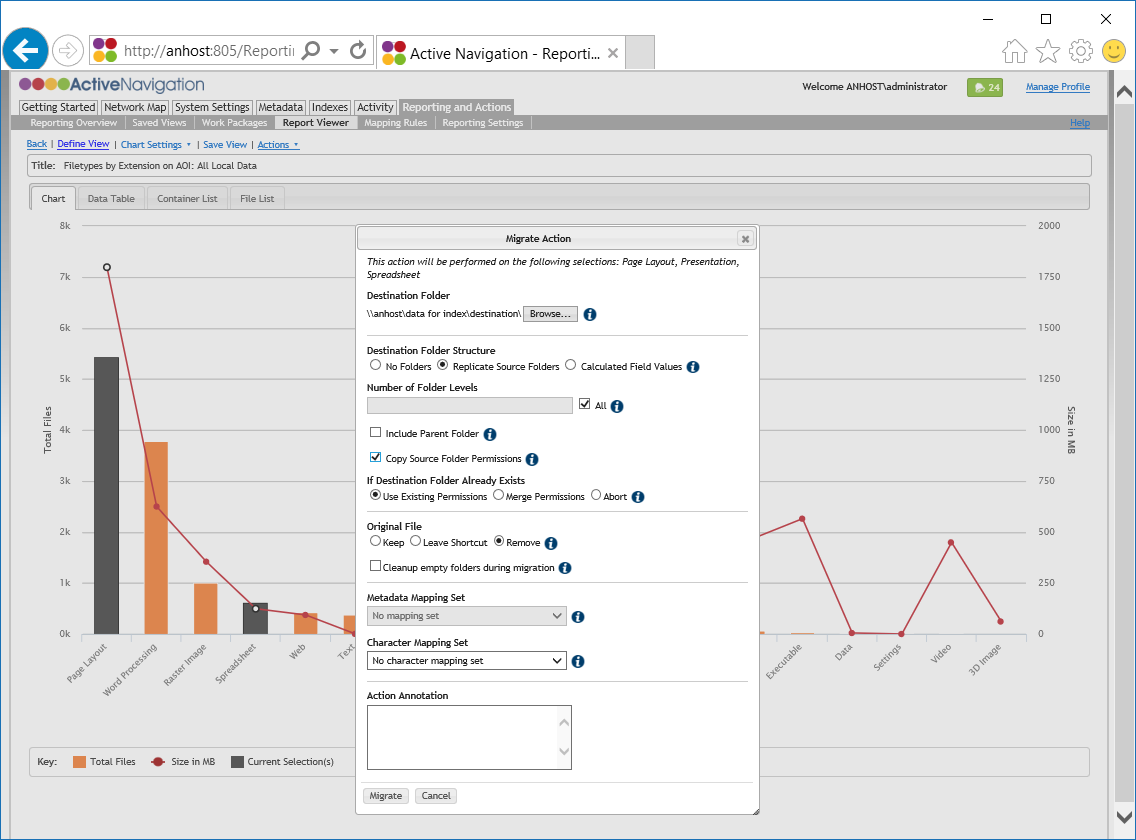 http://anhost:805/Reportin
Active Navigation - Reporti...
ActiveNavigation
Welcome ANHOST\administrator
24
Manage Profile
Getting Started
Network Map
System Settings
Metadata
Indexes
Activity
Reporting and Actions
Reporting Overview
Saved Views
Work Packages
Report Viewer
Mapping Rules
Reporting Settings
Help
Back | Define View | Chart Settings | Save View | Actions
Title: Filetypes by Extension on AOI: All Local Data
Chart
Data Table
Container List
File List
8k
7k
6k
5k
4k
3k
2k
1k
0k
Total Files
2000
1750
1500
1250
1000
750
500
250
0
Size in MB
Page Layout
Word Processing
Raster Image
Spreadsheet
Web
Text
Executable
Data
Settings
Video
3D Image
Key:
Total Files
Size in MB
Current Selection(s)
Migrate Action
This action will be performed on the following selections: Page Layout, Presentation,
Spreadsheet
Destination Folder
\\anhost\data for index\destination\ Browse...
Destination Folder Structure
No Folders Replicate Source Folders Calculated Field Values
Number of Folder Levels
All
Include Parent Folder
Copy Source Folder Permissions
If Destination Folder Already Exists
Use Existing Permissions Merge Permissions Abort
Original File
Keep Leave Shortcut Remove
Cleanup empty folders during migration
Metadata Mapping Set
No mapping set
Character Mapping Set
No character mapping set
Action Annotation
Migrate
Cancel